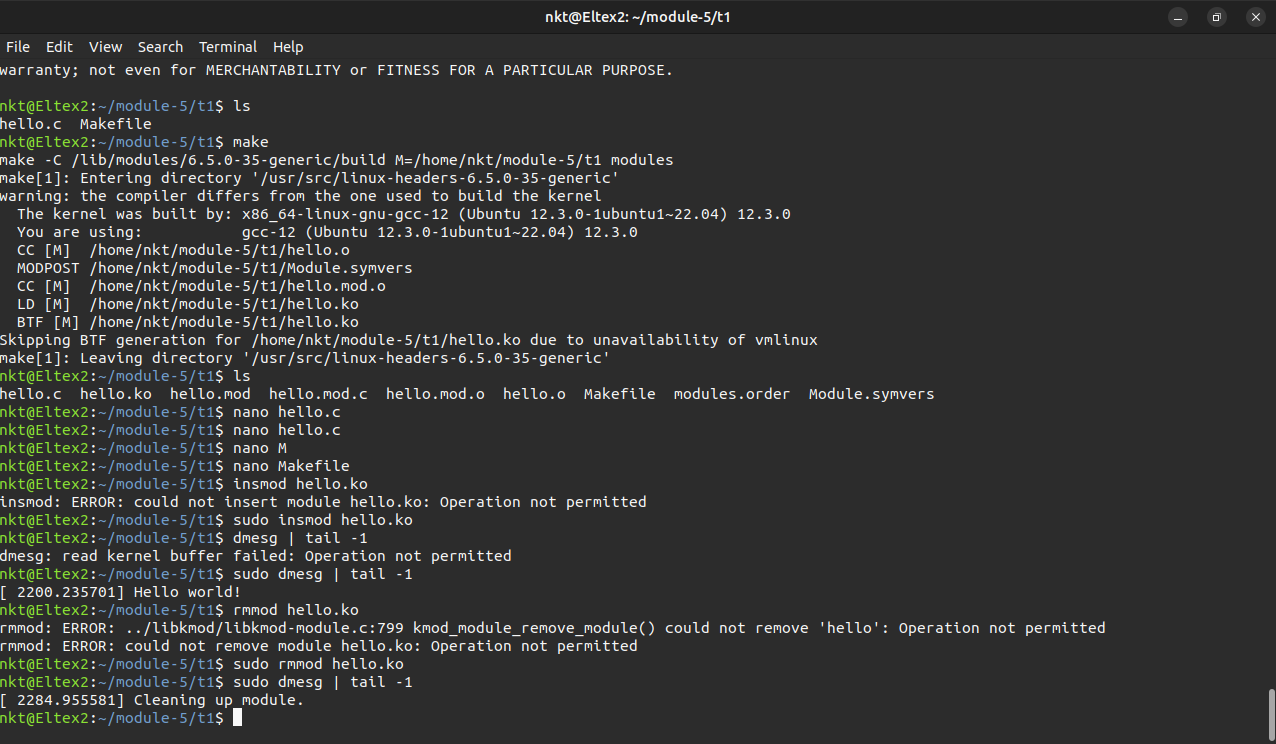 nkt@Eltex2: ~/module-5/t1
File Edit View Search Terminal Help
warranty; not even for MERCHANTABILITY or FITNESS FOR A PARTICULAR PURPOSE.
nkt@Eltex2:~/module-5/t1$ ls
hello.c  Makefile
nkt@Eltex2:~/module-5/t1$ make
make -C /lib/modules/6.5.0-35-generic/build M=/home/nkt/module-5/t1 modules
make[1]: Entering directory '/usr/src/linux-headers-6.5.0-35-generic'
warning: the compiler differs from the one used to build the kernel
  The kernel was built by: x86_64-linux-gnu-gcc-12 (Ubuntu 12.3.0-1ubuntu1~22.04) 12.3.0
  You are using:           gcc-12 (Ubuntu 12.3.0-1ubuntu1~22.04) 12.3.0
  CC [M]  /home/nkt/module-5/t1/hello.o
  MODPOST /home/nkt/module-5/t1/Module.symvers
  CC [M]  /home/nkt/module-5/t1/hello.mod.o
  LD [M]  /home/nkt/module-5/t1/hello.ko
  BTF [M] /home/nkt/module-5/t1/hello.ko
Skipping BTF generation for /home/nkt/module-5/t1/hello.ko due to unavailability of vmlinux
make[1]: Leaving directory '/usr/src/linux-headers-6.5.0-35-generic'
nkt@Eltex2:~/module-5/t1$ ls
hello.c  hello.ko  hello.mod  hello.mod.c  hello.mod.o  hello.o  Makefile  modules.order  Module.symvers
nkt@Eltex2:~/module-5/t1$ nano hello.c
nkt@Eltex2:~/module-5/t1$ nano hello.c
nkt@Eltex2:~/module-5/t1$ nano M
nkt@Eltex2:~/module-5/t1$ nano Makefile
nkt@Eltex2:~/module-5/t1$ insmod hello.ko
insmod: ERROR: could not insert module hello.ko: Operation not permitted
nkt@Eltex2:~/module-5/t1$ sudo insmod hello.ko
nkt@Eltex2:~/module-5/t1$ dmesg | tail -1
dmesg: read kernel buffer failed: Operation not permitted
nkt@Eltex2:~/module-5/t1$ sudo dmesg | tail -1
[ 2200.235701] Hello world!
nkt@Eltex2:~/module-5/t1$ rmmod hello.ko
rmmod: ERROR: ../libkmod/libkmod-module.c:799 kmod_module_remove_module() could not remove 'hello': Operation not permitted
rmmod: ERROR: could not remove module hello.ko: Operation not permitted
nkt@Eltex2:~/module-5/t1$ sudo rmmod hello.ko
nkt@Eltex2:~/module-5/t1$ sudo dmesg | tail -1
[ 2284.955581] Cleaning up module.
nkt@Eltex2:~/module-5/t1$